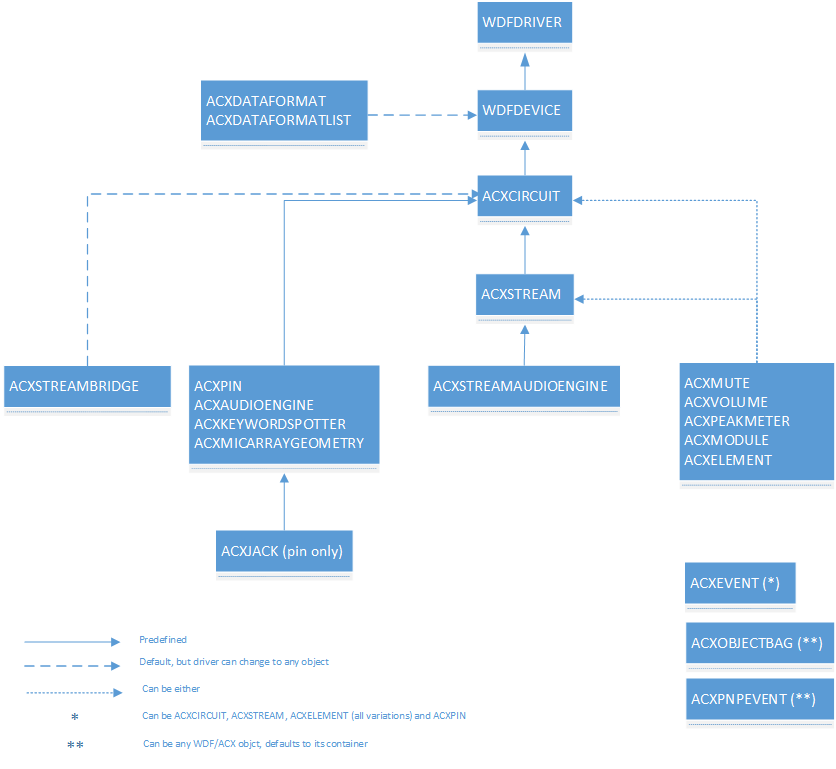 WDFDRIVER
ACXDATAFORMAT
ACXDATAFORMATLIST
WDFDEVICE
ACXCIRCUIT
ACXSTREAM
ACXSTREAMBRIDGE
ACXPIN
ACXAUDIOENGINE
ACXKEYWORDSPOTTER
ACXMICARRAYGEOMETRY
ACXSTREAMAUDIOENGINE
ACXMUTE
ACXVOLUME
ACXPEAKMETER
ACXMODULE
ACXELEMENT
ACXJACK (pin only)
ACXEVENT (*)
ACXOBJECTBAG (**)
ACXPNPEVENT (**)
Predefined
Default, but driver can change to any object
Can be either
* Can be ACXCIRCUIT, ACXSTREAM, ACXELEMENT (all variations) and ACXPIN
** Can be any WDF/ACX objct, defaults to its container